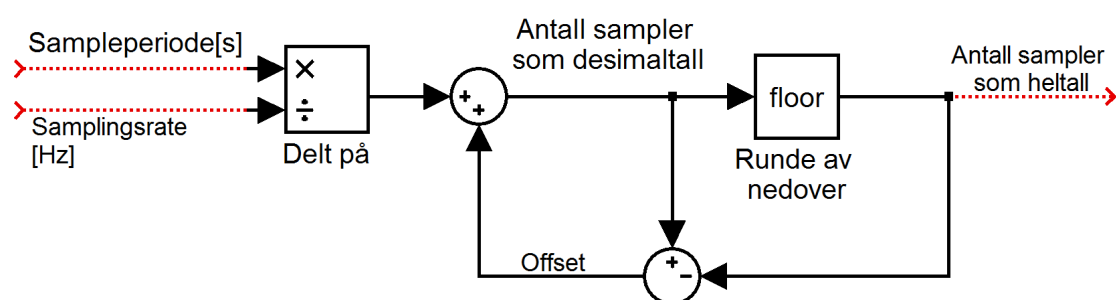 Sampleperiode[s]
Samplingsrate
[Hz]
×
÷
Delt på
+
+
Antall sampler
som desimaltall
floor
Runde av
nedover
Antall sampler
som heltall
Offset
+
−